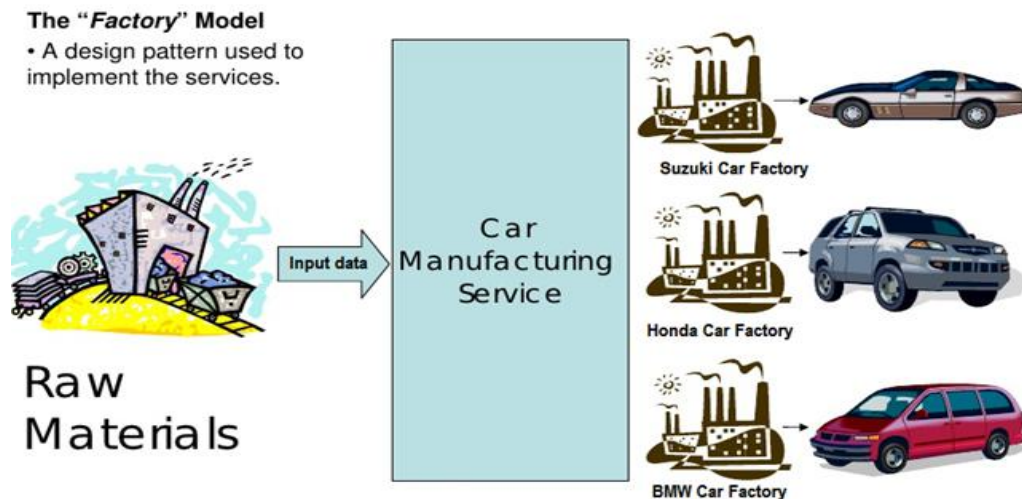 The “Factory” Model
• A design pattern used to
implement the services.
Raw
Materials
Input data
Car
Manufacturing
Service
Suzuki Car Factory
Honda Car Factory
BMW Car Factory